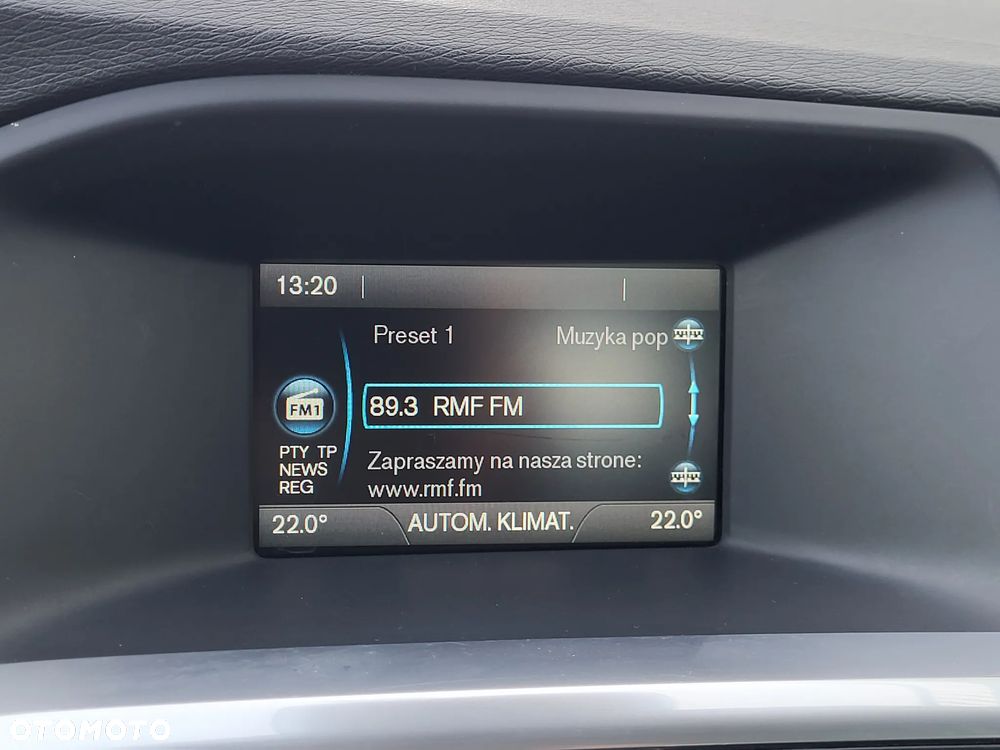 13:20
Preset 1 Muzyka pop
89.3 RMF FM
FM1
PTY TP
NEWS
REG
Zapraszamy na nasza strone:
www.rmf.fm
22.0° AUTOM. KLIMAT. 22.0°
OTOMOTO